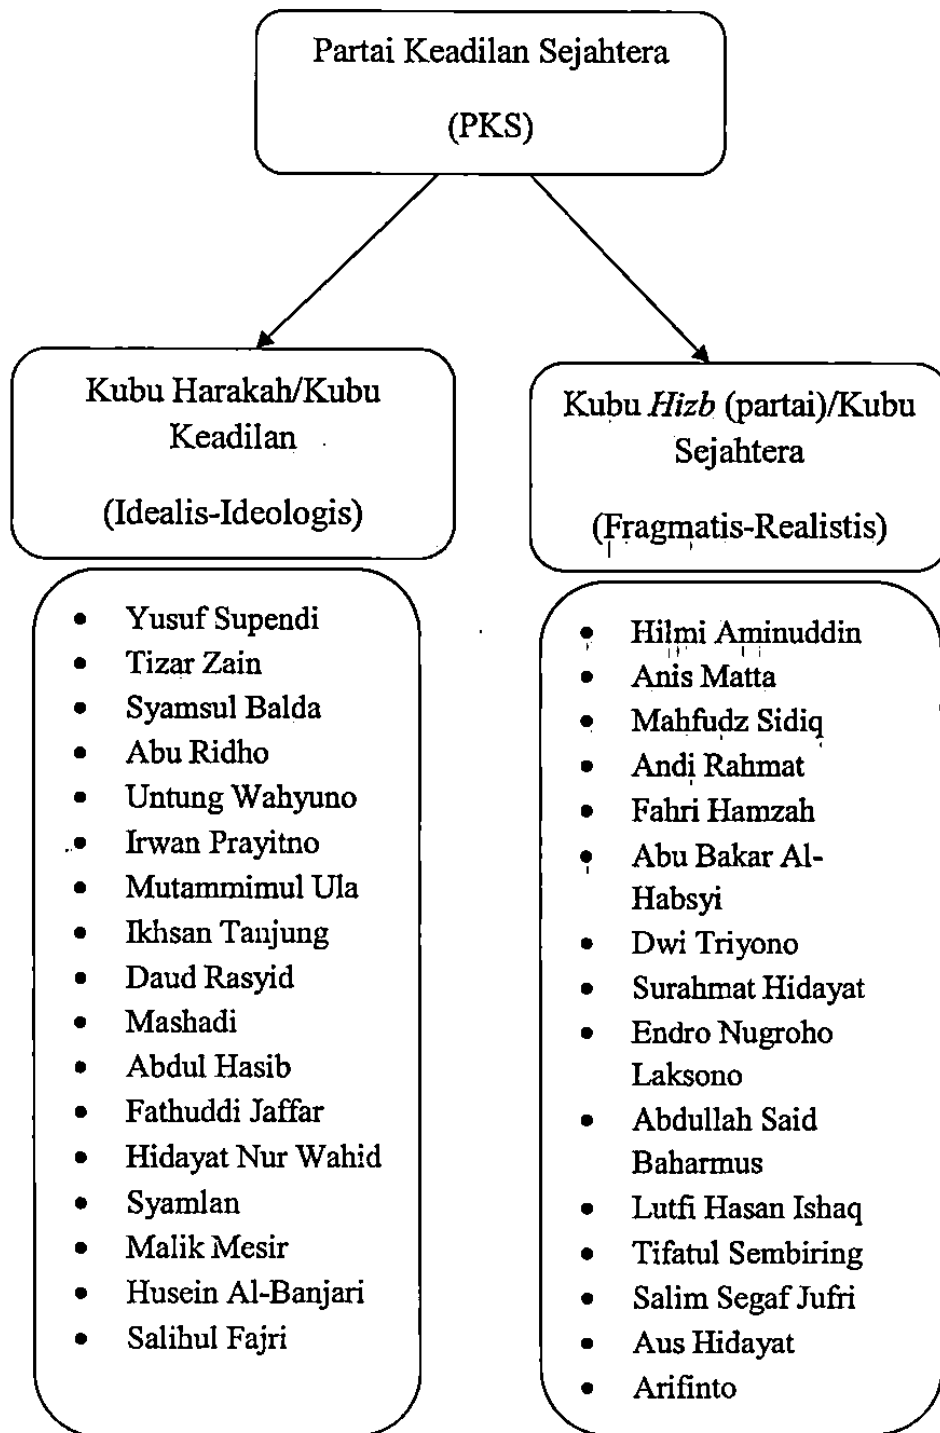 Partai Keadilan Sejahtera
(PKS)
Kubu Harakah/Kubu
Keadilan
(Idealis-Ideologis)
Kubu Hizb (partai)/Kubu
Sejahtera
(Fragmatis-Realistis)
• Yusuf Supendi
• Tizar Zain
• Syamsul Balda
• Abu Ridho
• Untung Wahyuno
• Irwan Prayitno
• Mutammimul Ula
• Ikhsan Tanjung
• Daud Rasyid
• Mashadi
• Abdul Hasib
• Fathuddi Jaffar
• Hidayat Nur Wahid
• Syamlan
• Malik Mesir
• Husein Al-Banjari
• Salihul Fajri
• Hilmi Aminuddin
• Anis Matta
• Mahfudz Sidiq
• Andi Rahmat
• Fahri Hamzah
• Abu Bakar Al-
Habsyi
• Dwi Triyono
• Surahmat Hidayat
• Endro Nugroho
Laksono
• Abdullah Said
Baharmus
• Lutfi Hasan Ishaq
• Tifatul Sembiring
• Salim Segaf Jufri
• Aus Hidayat
• Arifinto